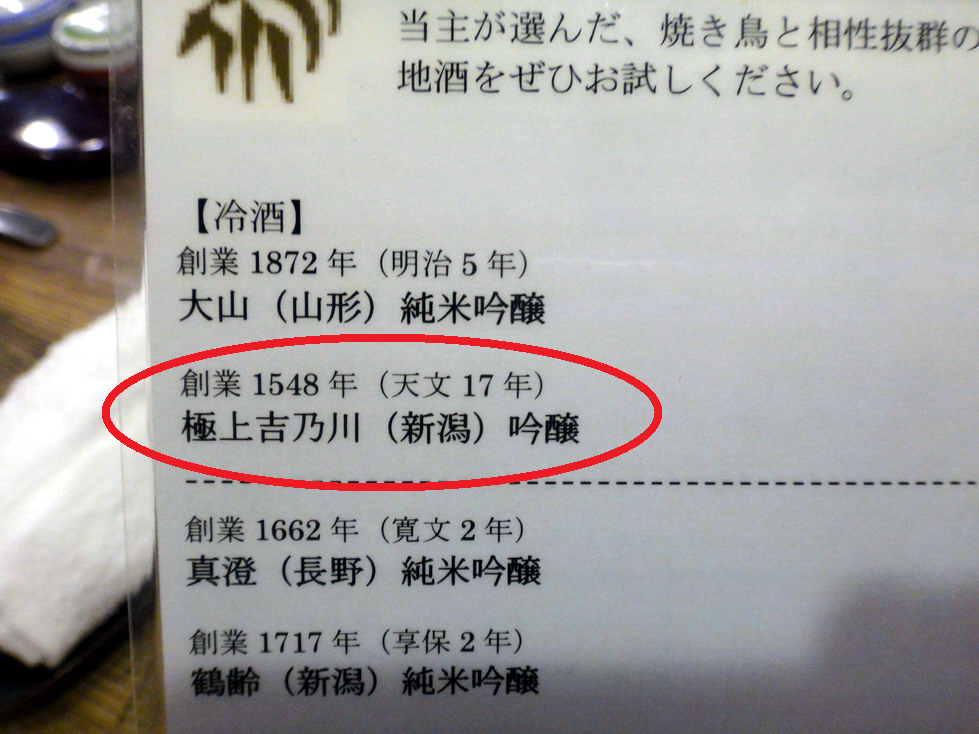 当主が選んだ、焼き鳥と相性抜群の
地酒をぜひお試しください。
【冷酒】
創業 1872 年（明治 5 年）
大山（山形）純米吟醸
創業 1548 年（天文 17 年）
極上吉乃川（新潟）吟醸
創業 1662 年（寛文 2 年）
真澄（長野）純米吟醸
創業 1717 年（享保 2 年）
鶴齢（新潟）純米吟醸